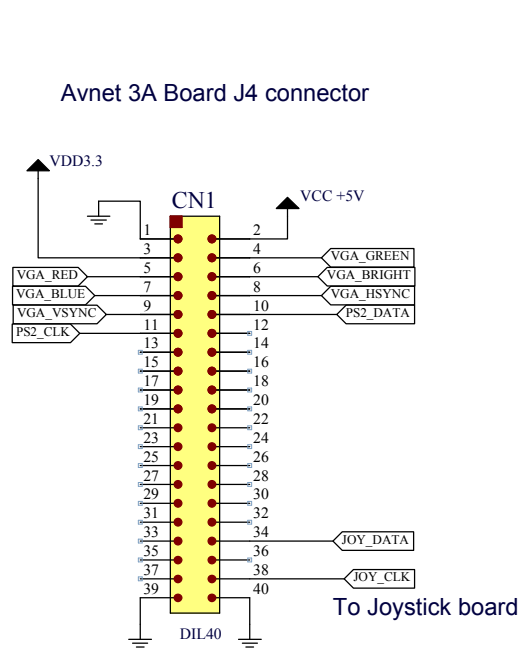 Avnet 3A Board J4 connector
VDD3.3
CN1
VCC +5V
1 2
3 4 VGA_GREEN
VGA_RED 5 6 VGA_BRIGHT
VGA_BLUE 7 8 VGA_HSYNC
VGA_VSYNC 9 10 PS2_DATA
PS2_CLK 11 12
13 14
15 16
17 18
19 20
21 22
23 24
25 26
27 28
29 30
31 32
33 34 JOY_DATA
35 36
37 38 JOY_CLK
39 40
To Joystick board
DIL40